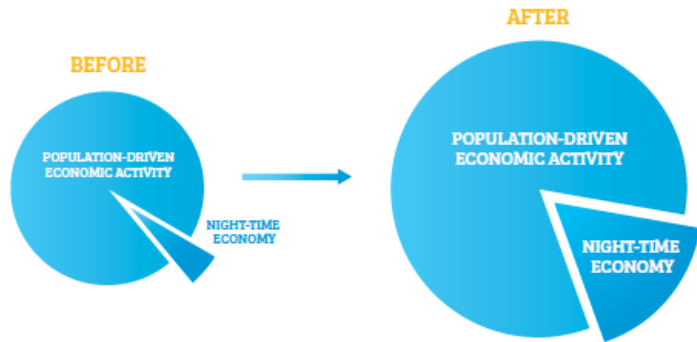 BEFORE
POPULATION-DRIVEN
ECONOMIC ACTIVITY
NIGHT-TIME
ECONOMY
AFTER
POPULATION-DRIVEN
ECONOMIC ACTIVITY
NIGHT-TIME
ECONOMY